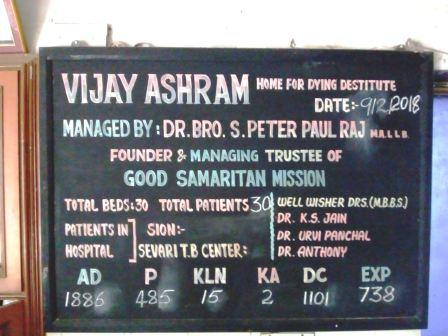 VIJAY ASHRAM HOME FOR DYING DESTITUTE
DATE:- 9/2/2018
MANAGED BY : DR. BRO. S. PETER PAUL RAJ M.A.L.L.B.
FOUNDER & MANAGING TRUSTEE OF
GOOD SAMARITAN MISSION
TOTAL BEDS: 30 TOTAL PATIENTS 30
PATIENTS IN HOSPITAL
SION:-
SEVARI T.B CENTER:
WELL WISHER DRS.(M.B.B.S.)
DR. K.S. JAIN
DR. URVI PANCHAL
DR. ANTHONY
AD P KLN KA DC EXP
1886 485 15 2 1101 738